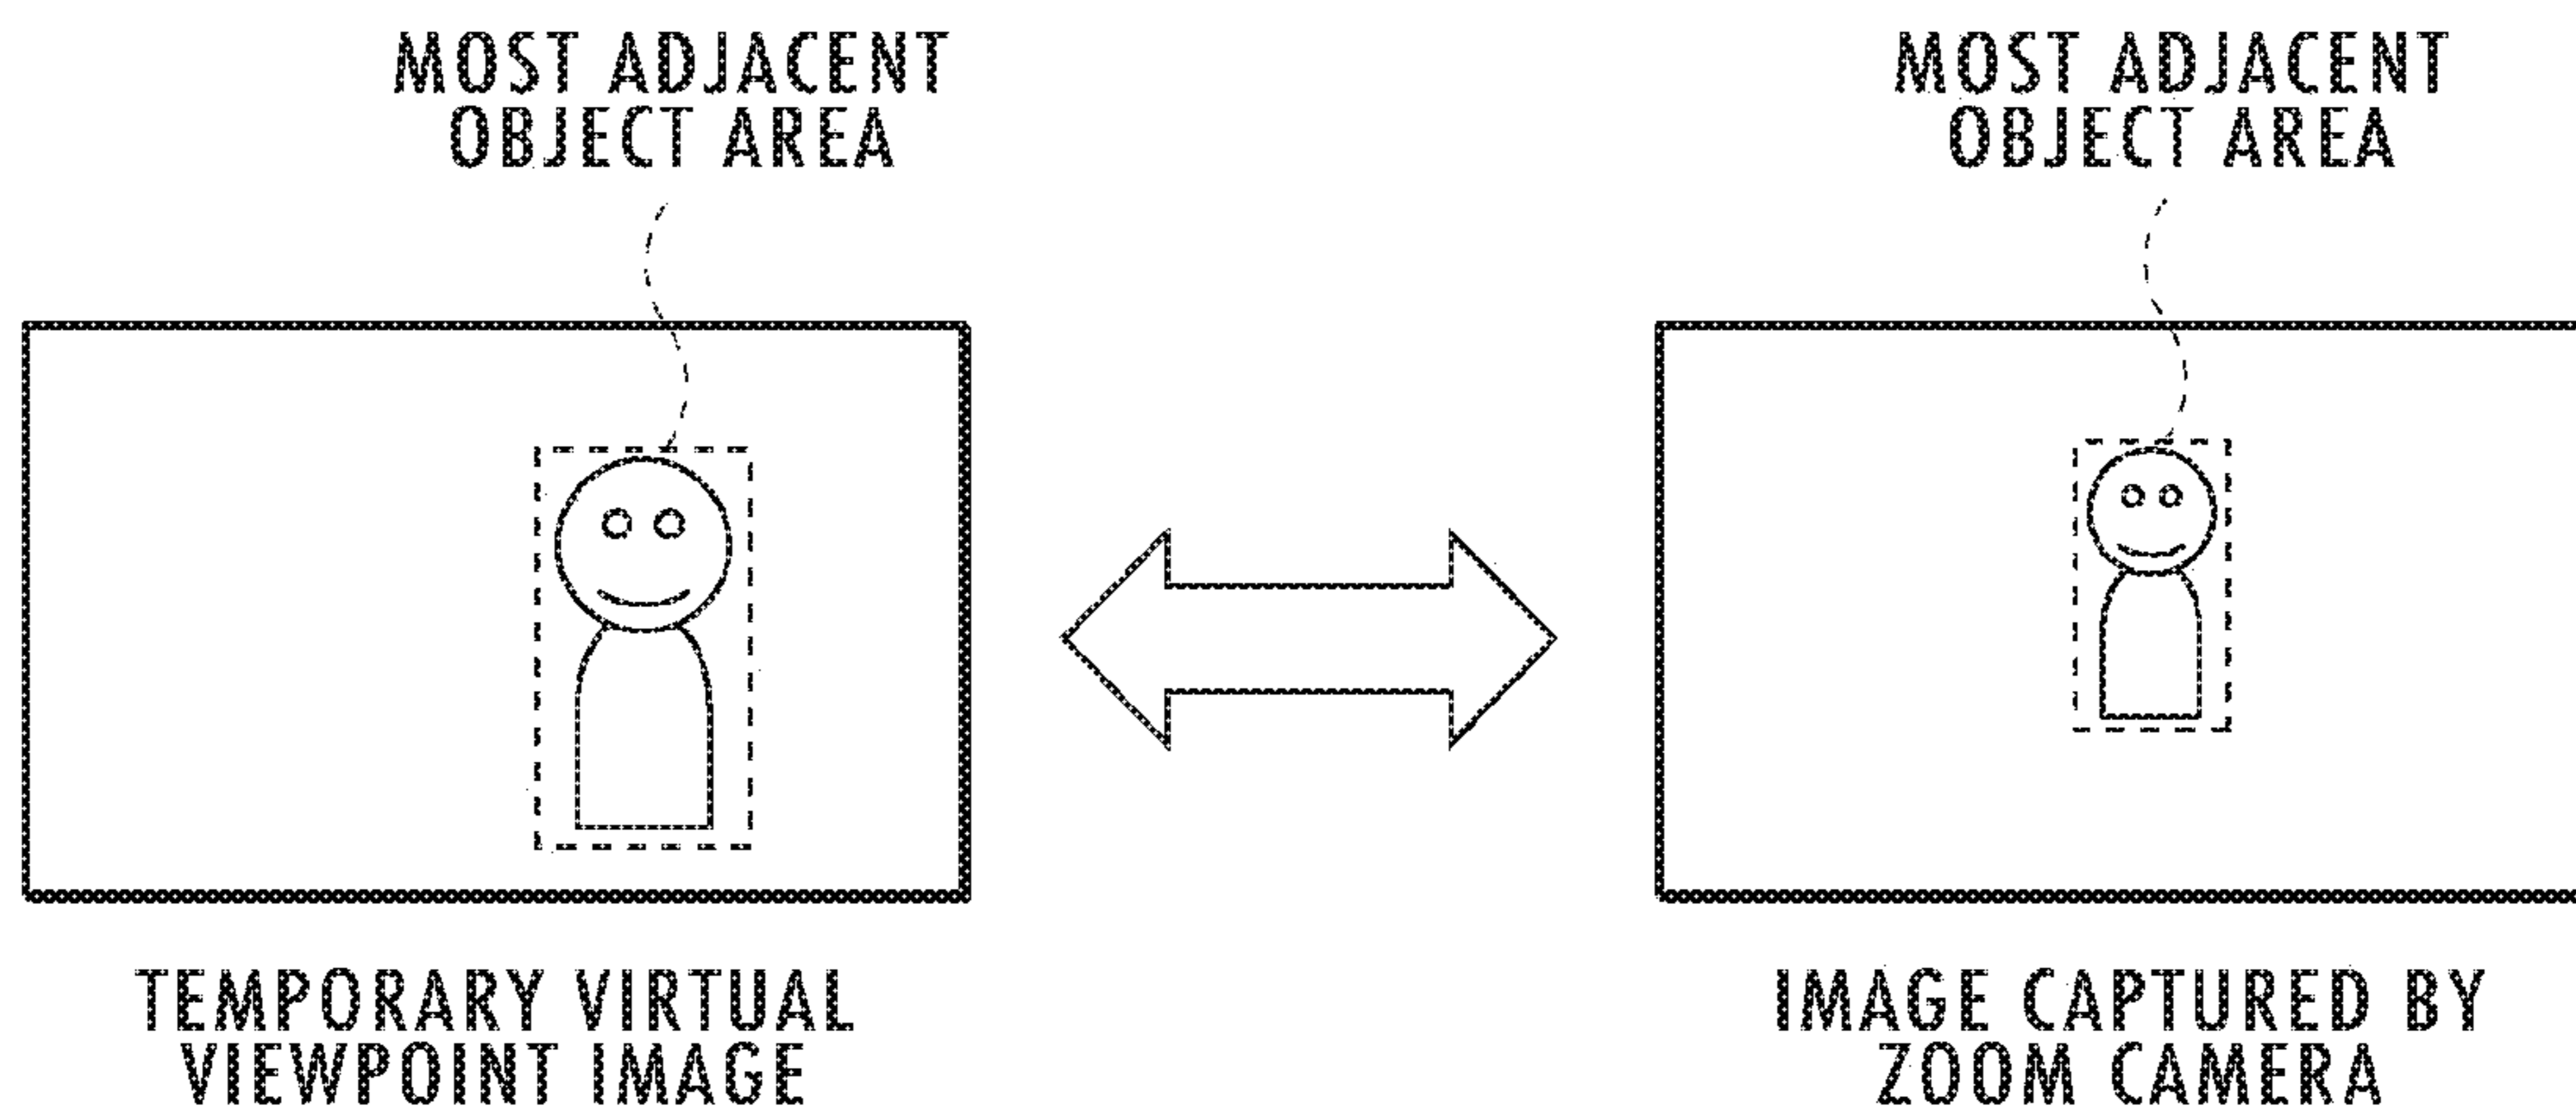 MOST ADJACENT
OBJECT AREA
MOST ADJACENT
OBJECT AREA
TEMPORARY VIRTUAL
VIEWPOINT IMAGE
IMAGE CAPTURED BY
ZOOM CAMERA